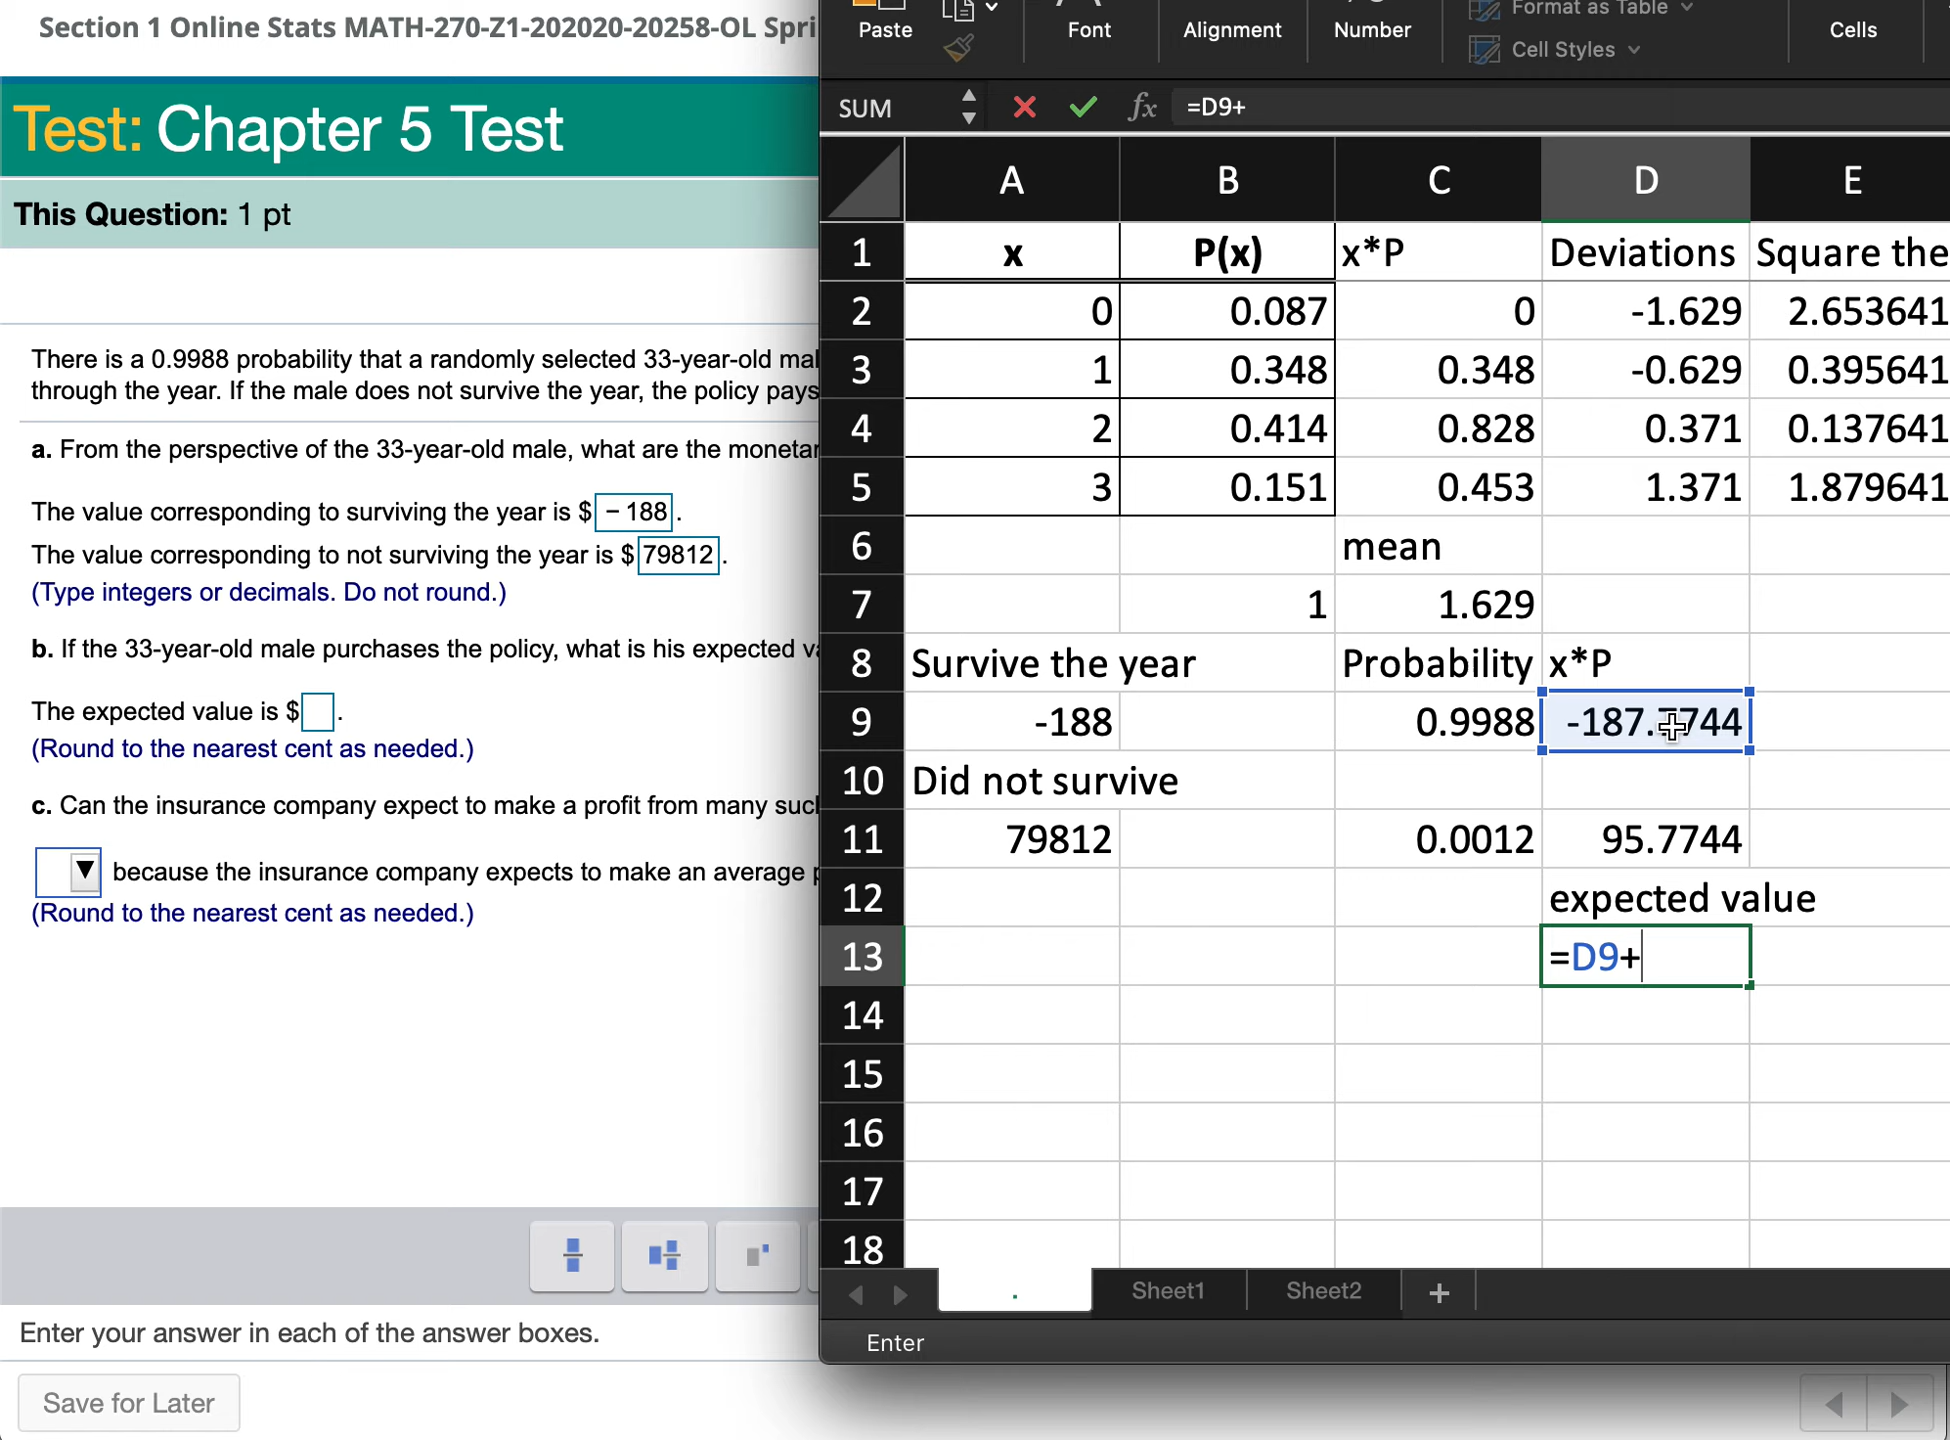 Section 1 Online Stats MATH-270-Z1-202020-20258-OL Spri
Test: Chapter 5 Test
This Question: 1 pt
There is a 0.9988 probability that a randomly selected 33-year-old mal
through the year. If the male does not survive the year, the policy pays
a. From the perspective of the 33-year-old male, what are the monetar
The value corresponding to surviving the year is $ − 188 .
The value corresponding to not surviving the year is $ 79812 .
(Type integers or decimals. Do not round.)
b. If the 33-year-old male purchases the policy, what is his expected va
The expected value is $ .
(Round to the nearest cent as needed.)
c. Can the insurance company expect to make a profit from many such
▼ because the insurance company expects to make an average p
(Round to the nearest cent as needed.)
Enter your answer in each of the answer boxes.
Save for Later
Paste Font Alignment Number Format as Table Cells
Cell Styles
SUM fx =D9+
A B C D E
1 x P(x) x*P Deviations Square the
2 0 0.087 0 -1.629 2.653641
3 1 0.348 0.348 -0.629 0.395641
4 2 0.414 0.828 0.371 0.137641
5 3 0.151 0.453 1.371 1.879641
6 mean
7 1 1.629
8 Survive the year Probability x*P
9 -188 0.9988 -187.7744
10 Did not survive
11 79812 0.0012 95.7744
12 expected value
13 =D9+
14
15
16
17
18
. Sheet1 Sheet2 +
Enter